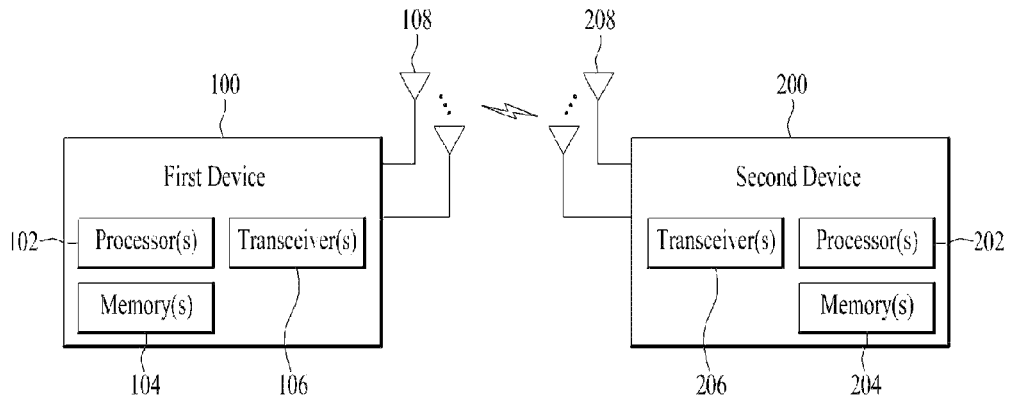 108
208
100
200
First Device
Second Device
102
Processor(s)
Transceiver(s)
Transceiver(s)
Processor(s)
202
Memory(s)
Memory(s)
104
106
206
204